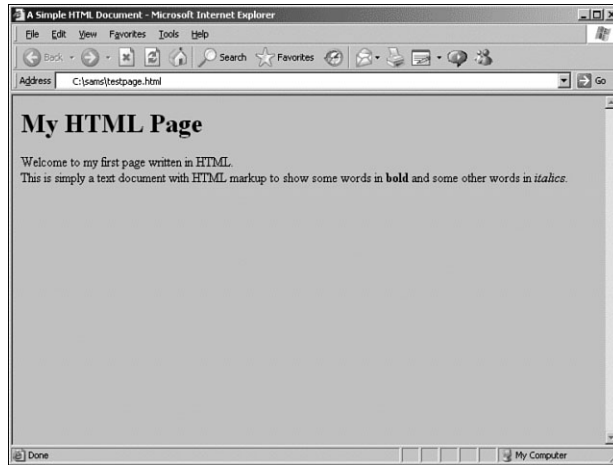 A Simple HTML Document - Microsoft Internet Explorer
File Edit View Favorites Tools Help
Back Search Favorites
Address C:\sams\testpage.html Go
My HTML Page
Welcome to my first page written in HTML.
This is simply a text document with HTML markup to show some words in bold and some other words in italics.
Done My Computer